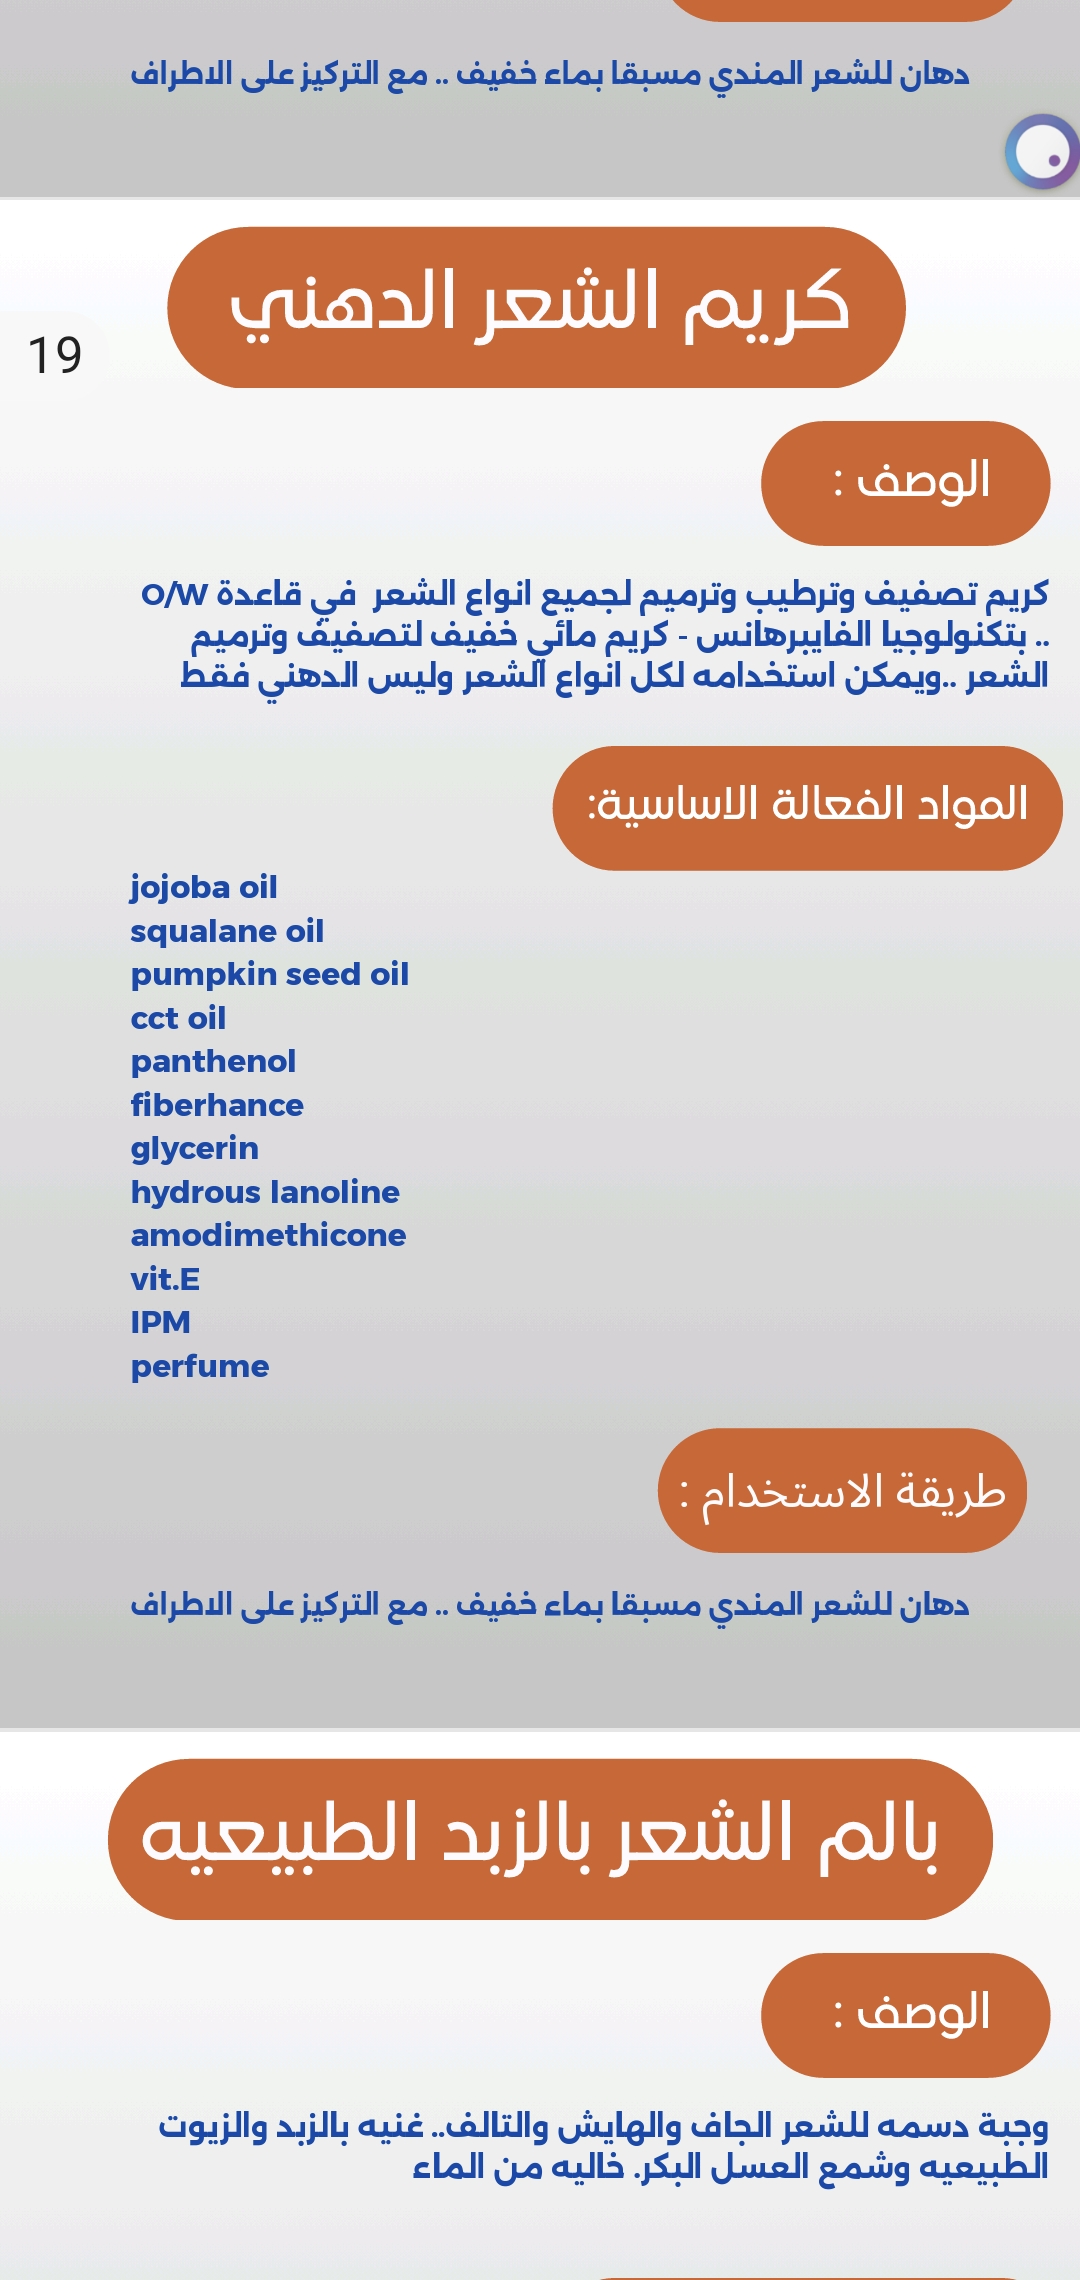 دهان للشعر المندي مسبقا بماء خفيف .. مع التركيز على الاطراف
كريم الشعر الدهني
19
الوصف :
كريم تصفيف وترطيب وترميم لجميع انواع الشعر في قاعدة O/W
.. بتكنولوجيا الفايبرهانس - كريم مائي خفيف لتصفيف وترميم
الشعر ..ويمكن استخدامه لكل انواع الشعر وليس الدهني فقط
المواد الفعالة الاساسية:
jojoba oil
squalane oil
pumpkin seed oil
cct oil
panthenol
fiberhance
glycerin
hydrous lanoline
amodimethicone
vit.E
IPM
perfume
طريقة الاستخدام :
دهان للشعر المندي مسبقا بماء خفيف .. مع التركيز على الاطراف
بالم الشعر بالزبد الطبيعيه
الوصف :
وجبة دسمه للشعر الجاف والهايش والتالف.. غنيه بالزبد والزيوت
الطبيعيه وشمع العسل البكر. خاليه من الماء